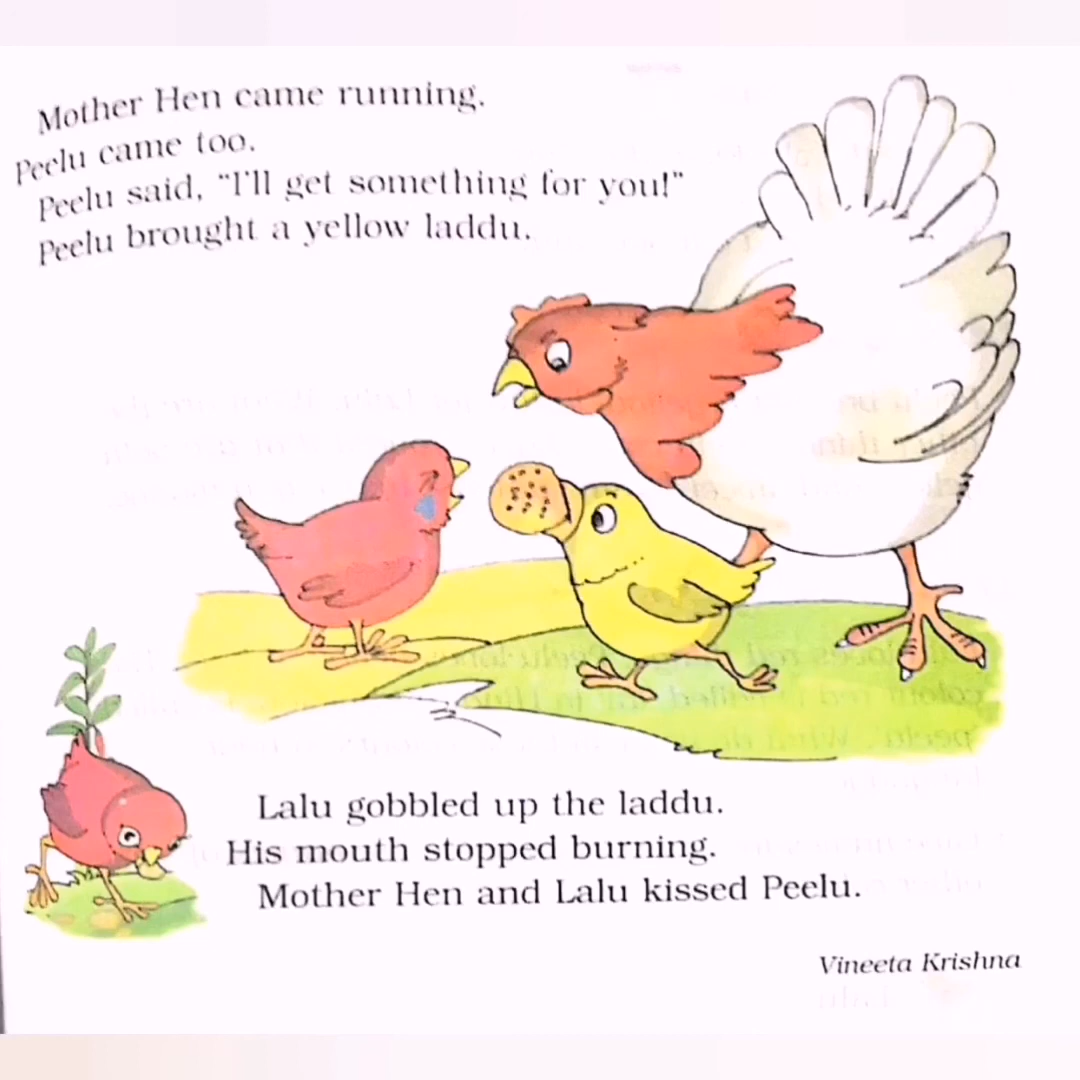 Mother Hen came running.
Peelu came too.
Peelu said, “I'll get something for you!”
Peelu brought a yellow laddu.
Lalu gobbled up the laddu.
His mouth stopped burning.
Mother Hen and Lalu kissed Peelu.
Vineeta Krishna